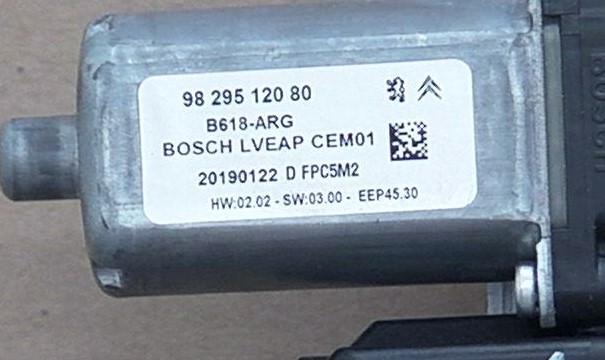 98 295 120 80
B618-ARG
BOSCH LVEAP CEM01
20190122 D FPC5M2
HW:02.02 - SW:03.00 - EEP45.30